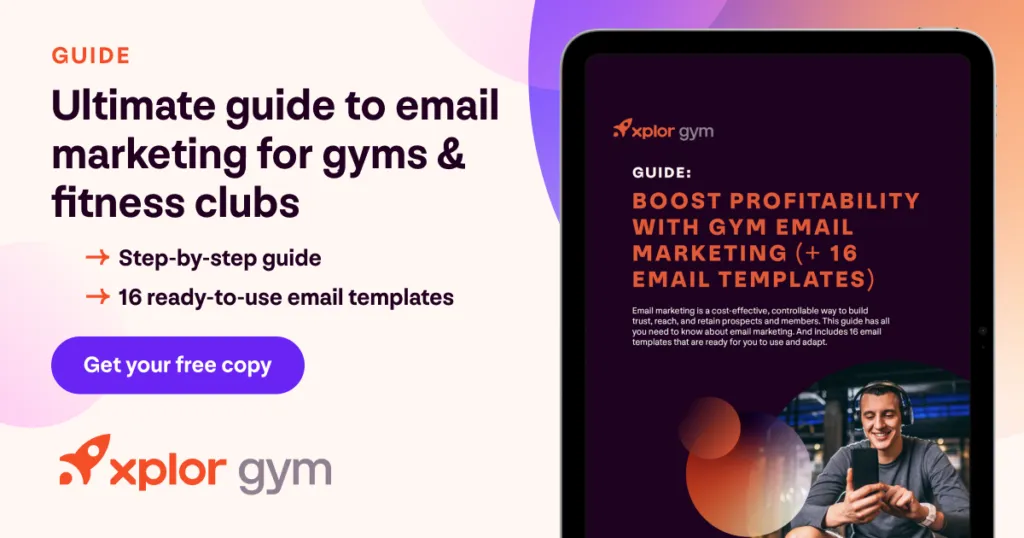 GUIDE
Ultimate guide to email
marketing for gyms &
fitness clubs
→ Step-by-step guide
→ 16 ready-to-use email templates
Get your free copy
xplor gym
xplor gym
GUIDE:
BOOST PROFITABILITY
WITH GYM EMAIL
MARKETING (+ 16
EMAIL TEMPLATES)
Email marketing is a cost-effective, controllable way to build
trust, reach, and retain prospects and members. This guide has all
you need to know about email marketing. And includes 16 email
templates that are ready for you to use and adapt.